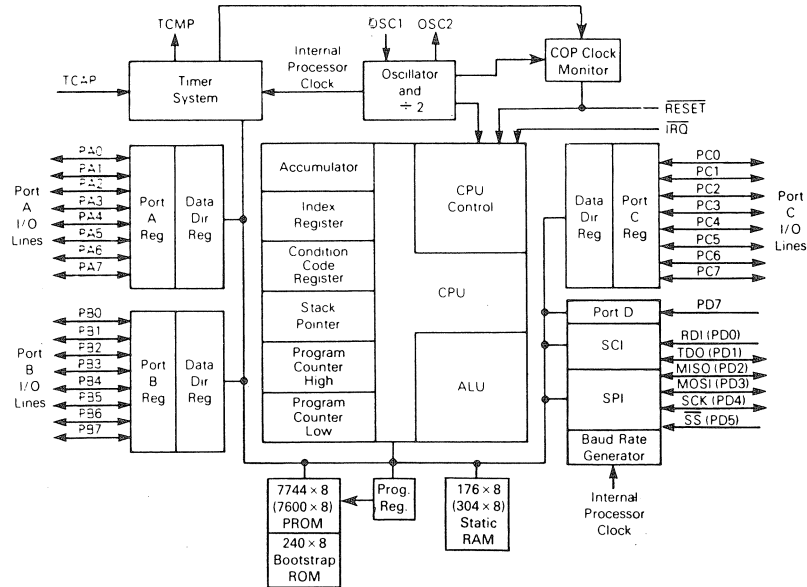 TCMP
OSC1
OSC2
TCAP
Timer
System
Internal
Processor
Clock
Oscillator
and
÷ 2
COP Clock
Monitor
RESET
IRQ
Port
A
I/O
Lines
PA0
PA1
PA2
PA3
PA4
PA5
PA6
PA7
Port
A
Reg
Data
Dir
Reg
Port
B
I/O
Lines
PB0
PB1
PB2
PB3
PB4
PB5
PB6
PB7
Port
B
Reg
Data
Dir
Reg
Accumulator
Index
Register
Condition
Code
Register
Stack
Pointer
Program
Counter
High
Program
Counter
Low
CPU
Control
CPU
ALU
Data
Dir
Reg
Port
C
Reg
PC0
PC1
PC2
PC3
PC4
PC5
PC6
PC7
Port
C
I/O
Lines
Port D
SCI
SPI
Baud Rate
Generator
PD7
RDI (PD0)
TDO (PD1)
MISO (PD2)
MOSI (PD3)
SCK (PD4)
SS (PD5)
Internal
Processor
Clock
7744 × 8
(7600 × 8)
PROM
240 × 8
Bootstrap
ROM
Prog.
Reg.
176 × 8
(304 × 8)
Static
RAM